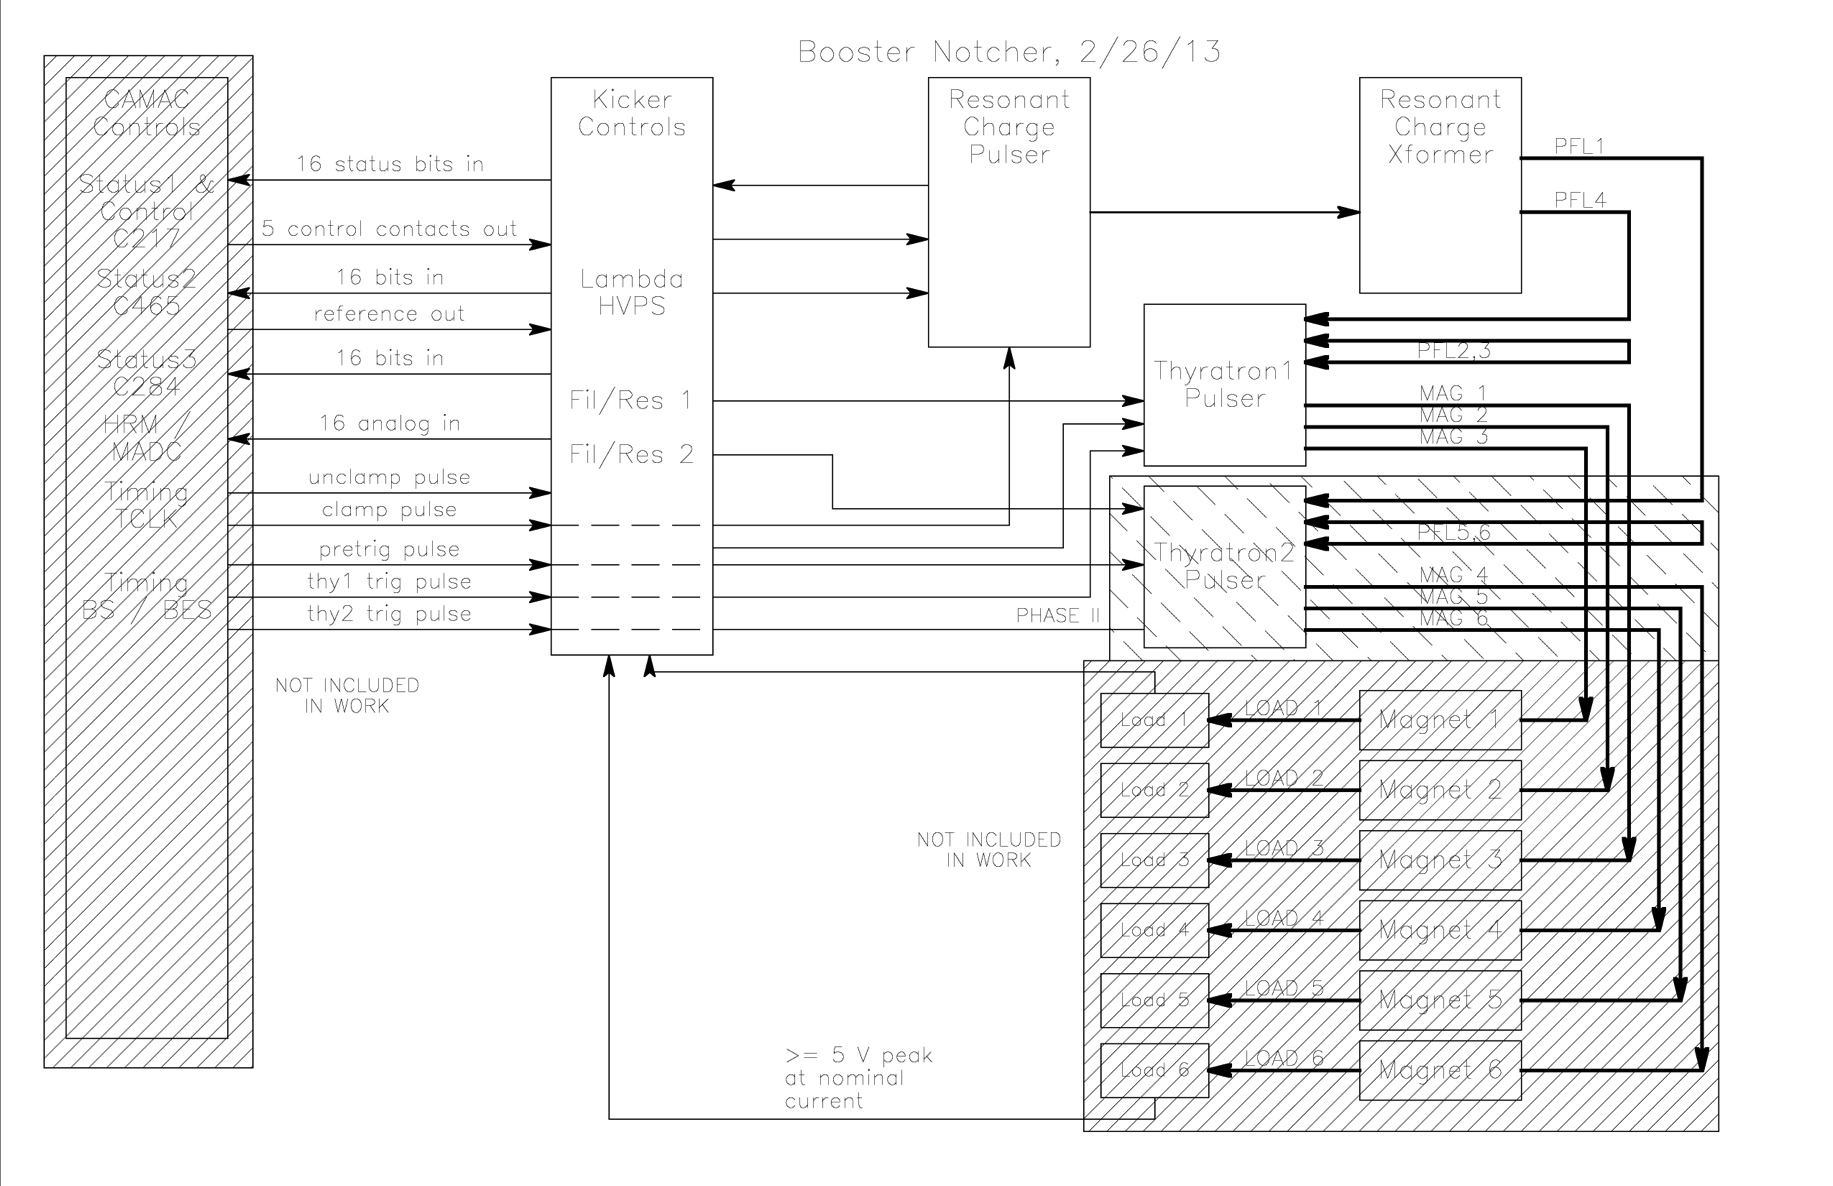 Booster Notcher, 2/26/13
CAMAC
Controls
Status1 &
Control
C217
Status2
C465
Status3
C284
HRM /
MADC
Timing
TCLK
Timing
BS / BES
16 status bits in
5 control contacts out
16 bits in
reference out
16 bits in
16 analog in
unclamp pulse
clamp pulse
pretrig pulse
thy1 trig pulse
thy2 trig pulse
NOT INCLUDED
IN WORK
Kicker
Controls
Lambda
HVPS
Fil/Res 1
Fil/Res 2
Resonant
Charge
Pulser
Resonant
Charge
Xformer
PFL1
PFL4
Thyratron1
Pulser
PFL2,3
MAG 1
MAG 2
MAG 3
Thyratron2
Pulser
PFL5,6
MAG 4
MAG 5
MAG 6
PHASE II
Load 1
LOAD 1
Magnet 1
Load 2
LOAD 2
Magnet 2
Load 3
LOAD 3
Magnet 3
Load 4
LOAD 4
Magnet 4
Load 5
LOAD 5
Magnet 5
Load 6
LOAD 6
Magnet 6
NOT INCLUDED
IN WORK
>= 5 V peak
at nominal
current